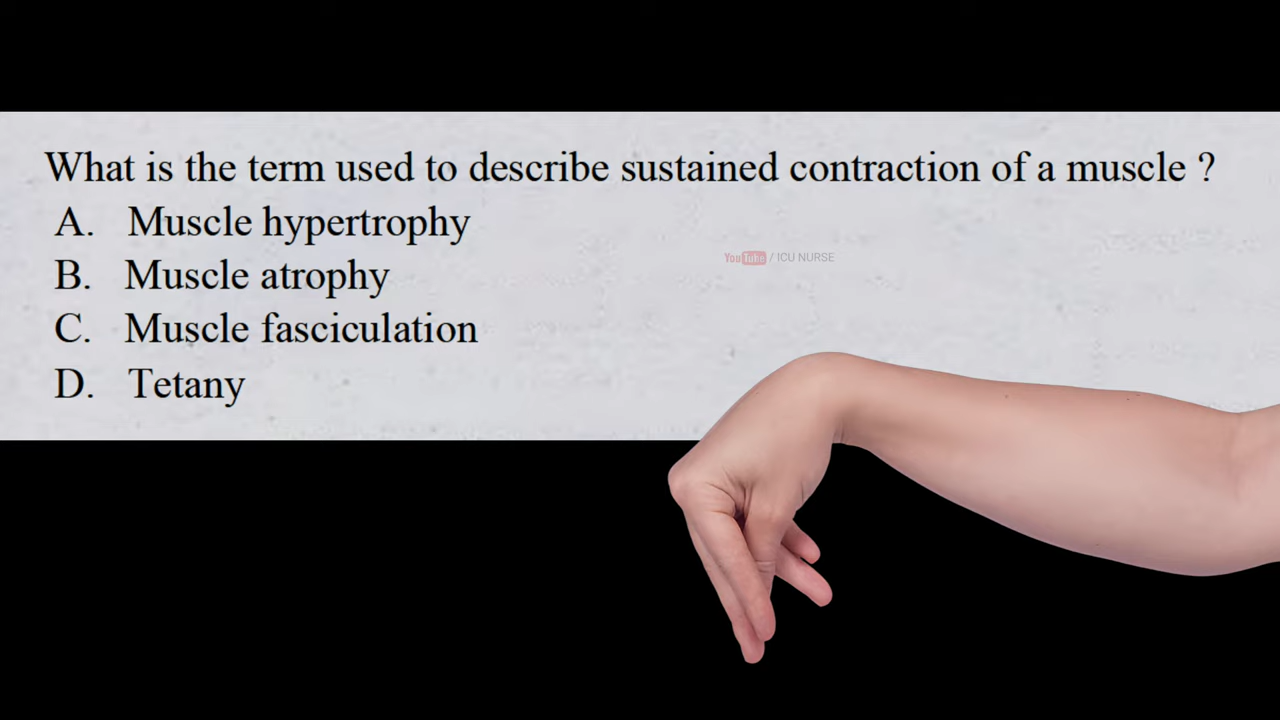 What is the term used to describe sustained contraction of a muscle ?
A. Muscle hypertrophy
B. Muscle atrophy
C. Muscle fasciculation
D. Tetany
YouTube / ICU NURSE